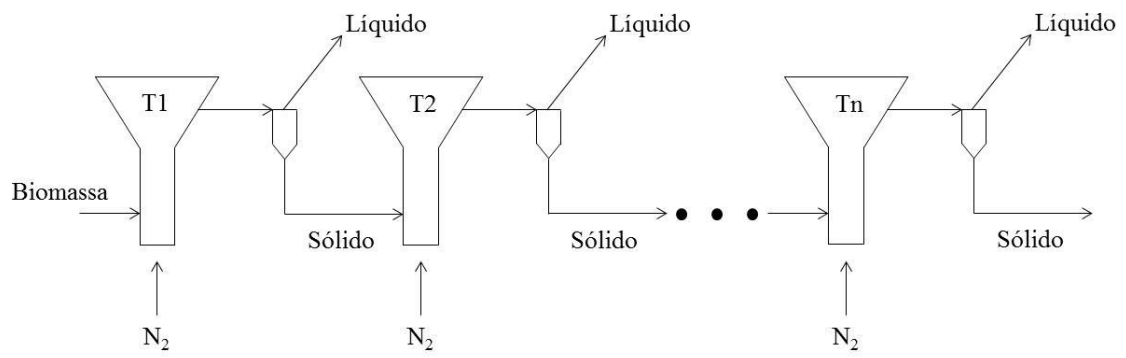 Líquido
Líquido
Líquido
T1
T2
Tn
Biomassa
Sólido
Sólido
Sólido
N₂
N₂
N₂